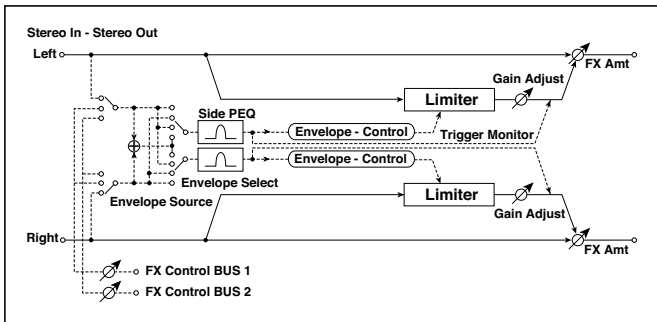 Stereo In - Stereo Out
Left
FX Amt
Gain Adjust
Limiter
Side PEQ
Envelope - Control
Trigger Monitor
Envelope - Control
Envelope Select
Envelope Source
Limiter
Gain Adjust
Right
FX Amt
FX Control BUS 1
FX Control BUS 2